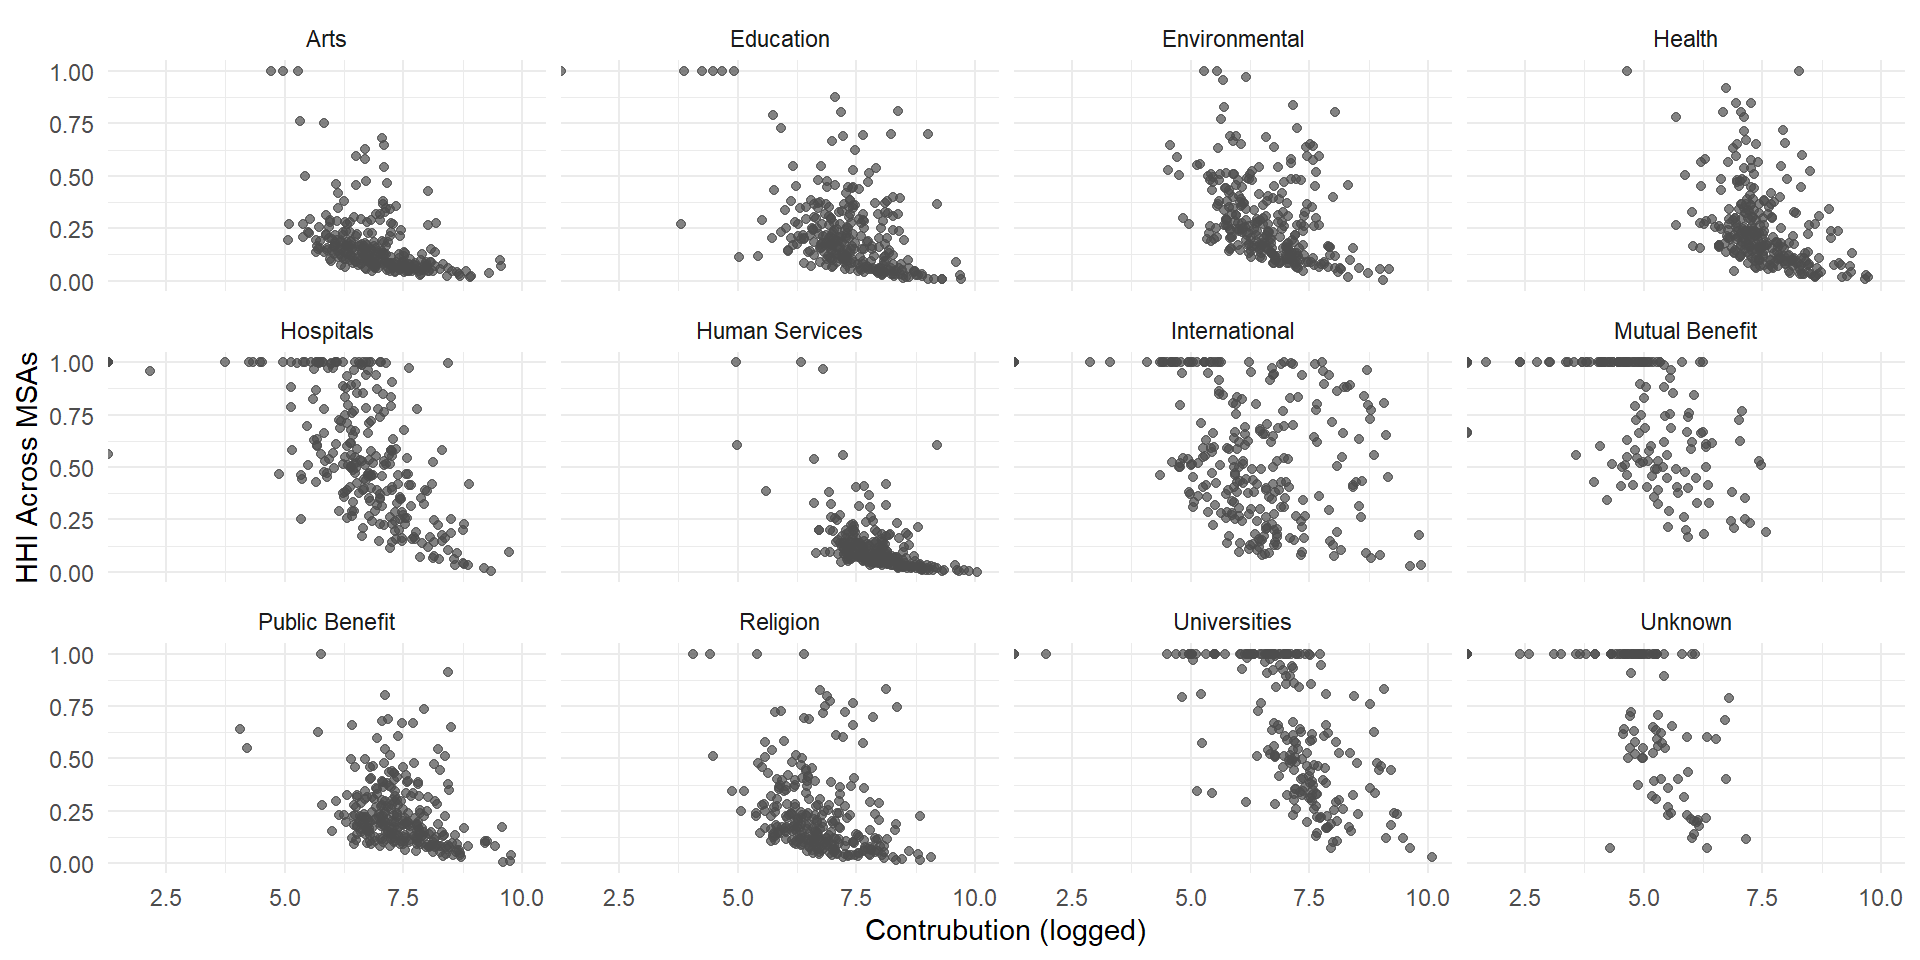 Arts Education Environmental Health
1.00
0.75
0.50
0.25
0.00
Hospitals Human Services International Mutual Benefit
1.00
0.75
0.50
0.25
0.00
Public Benefit Religion Universities Unknown
1.00
0.75
0.50
0.25
0.00
2.5 5.0 7.5 10.0 2.5 5.0 7.5 10.0 2.5 5.0 7.5 10.0 2.5 5.0 7.5 10.0
Contrubution (logged)
HHI Across MSAs